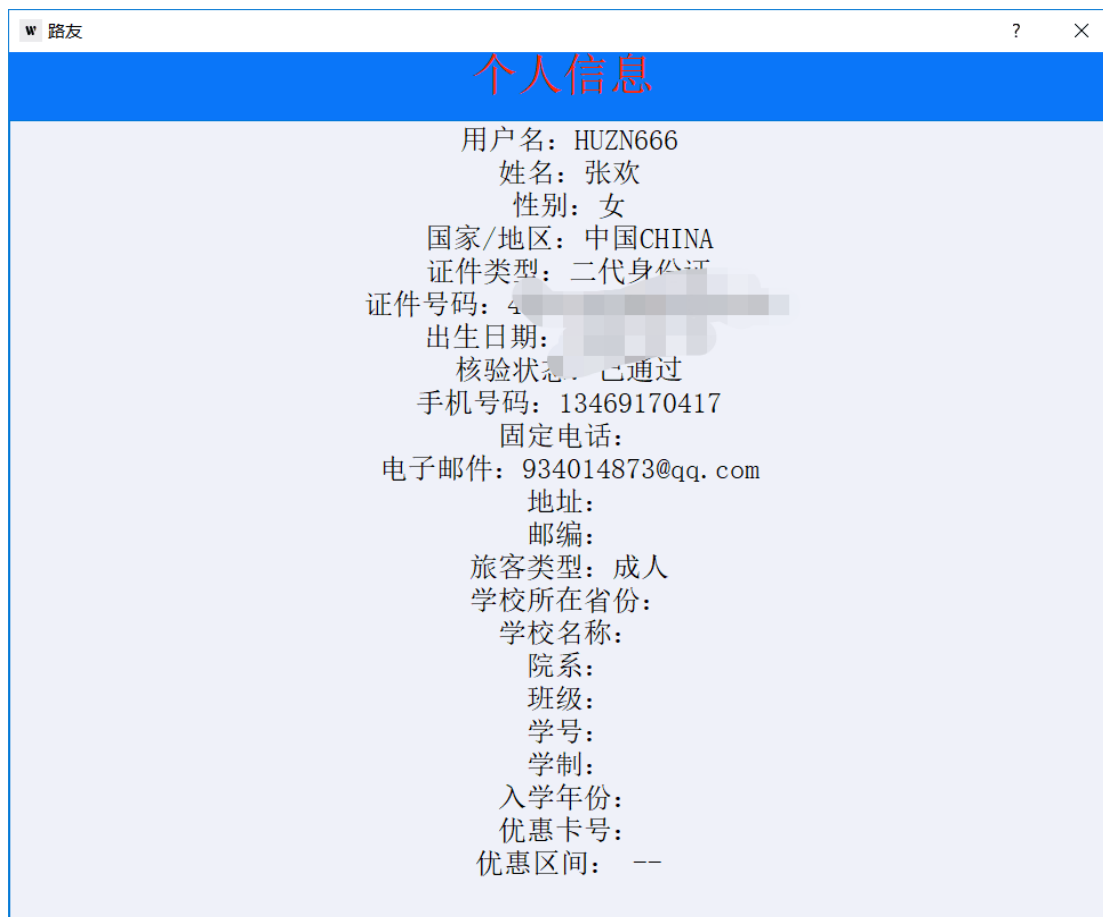 路友
个人信息
用户名：HUZN666
姓名：张欢
性别：女
国家/地区：中国CHINA
证件类型：二代身份证
证件号码：4
出生日期：
核验状态：已通过
手机号码：13469170417
固定电话：
电子邮件：934014873@qq.com
地址：
邮编：
旅客类型：成人
学校所在省份：
学校名称：
院系：
班级：
学号：
学制：
入学年份：
优惠卡号：
优惠区间： --